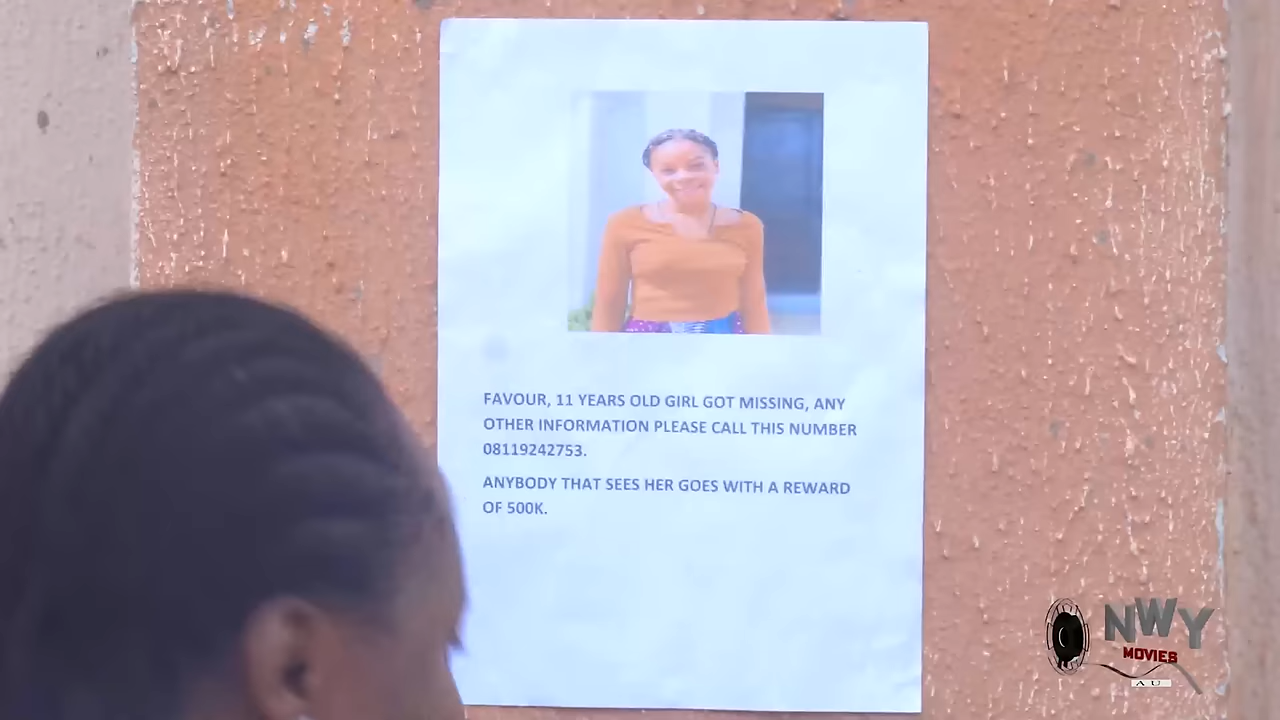 FAVOUR, 11 YEARS OLD GIRL GOT MISSING, ANY
OTHER INFORMATION PLEASE CALL THIS NUMBER
08119242753.
ANYBODY THAT SEES HER GOES WITH A REWARD
OF 500K.
NWY
MOVIES
AU